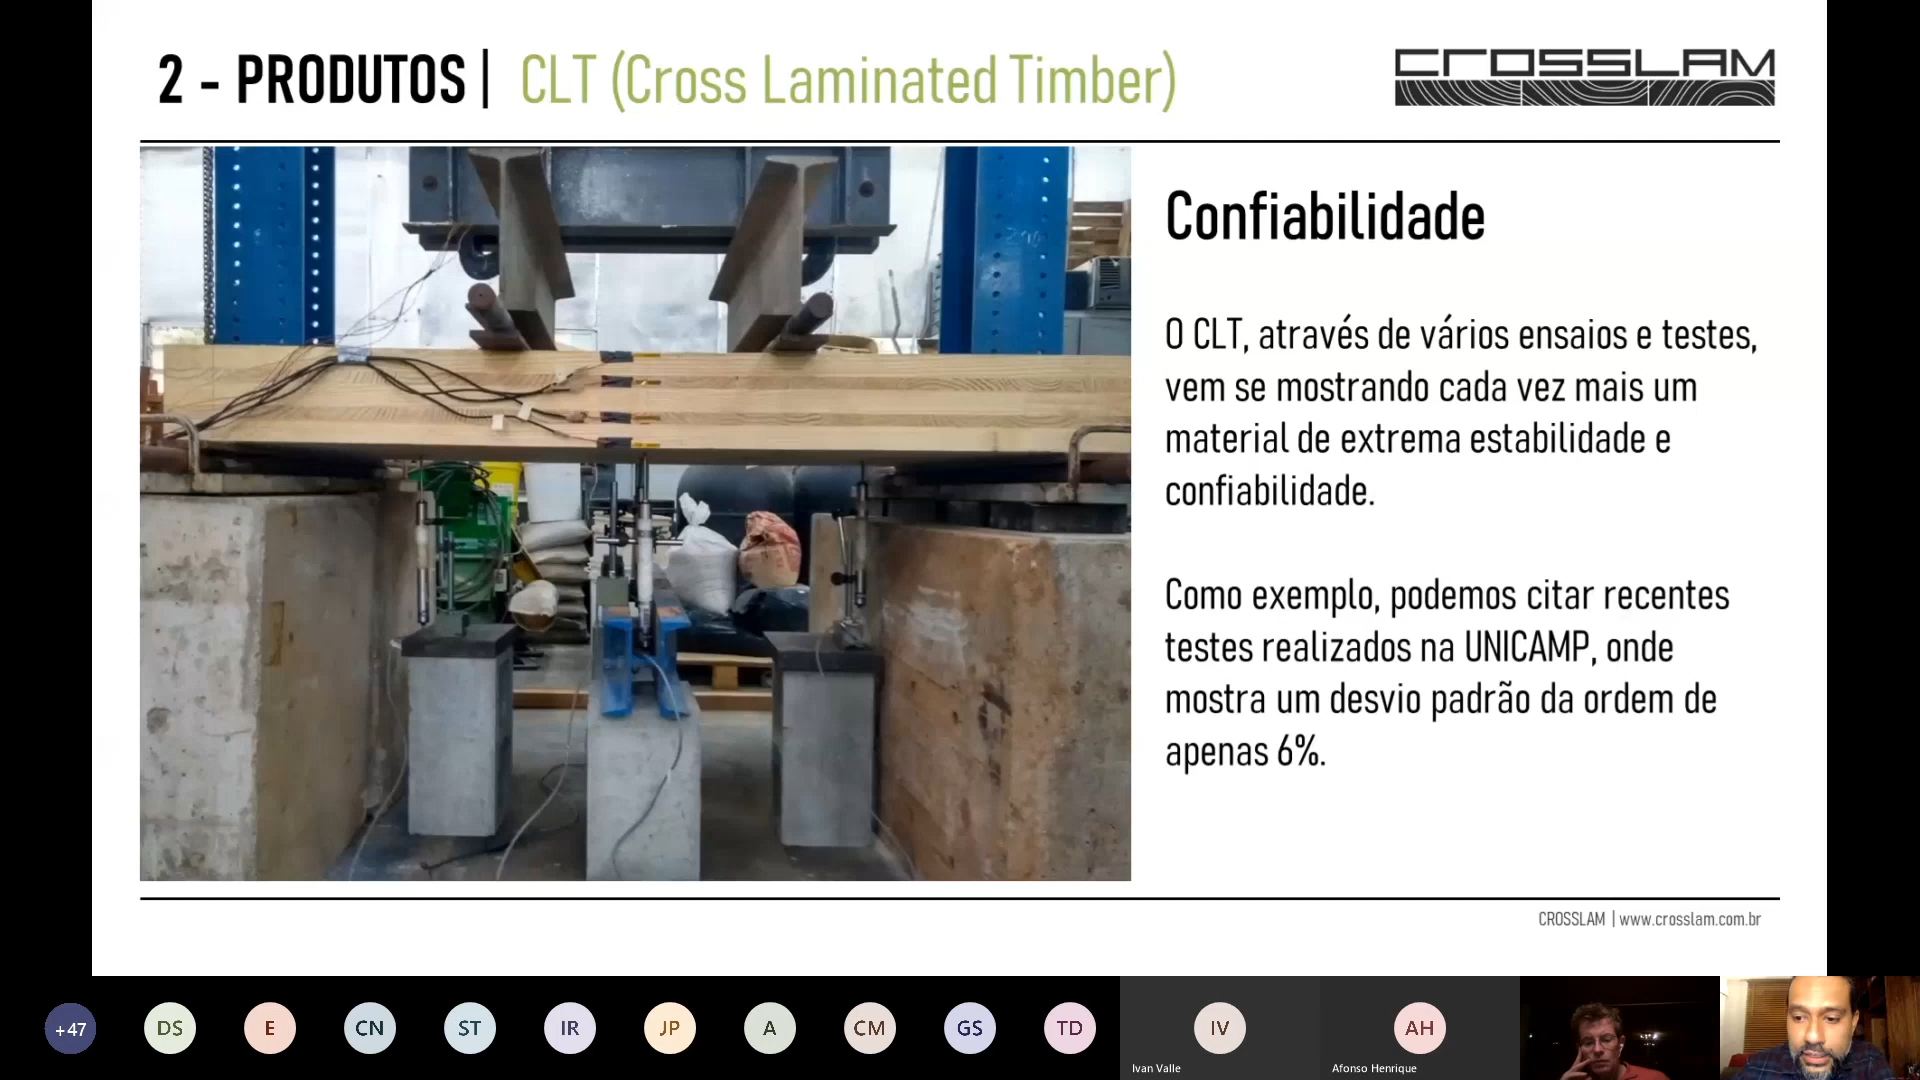 2 - PRODUTOS | CLT (Cross Laminated Timber)
CROSSLAM
Confiabilidade
O CLT, através de vários ensaios e testes,
vem se mostrando cada vez mais um
material de extrema estabilidade e
confiabilidade.
Como exemplo, podemos citar recentes
testes realizados na UNICAMP, onde
mostra um desvio padrão da ordem de
apenas 6%.
CROSSLAM | www.crosslam.com.br
+47
DS
E
CN
ST
IR
JP
A
CM
GS
TD
IV
AH
Ivan Valle
Afonso Henrique